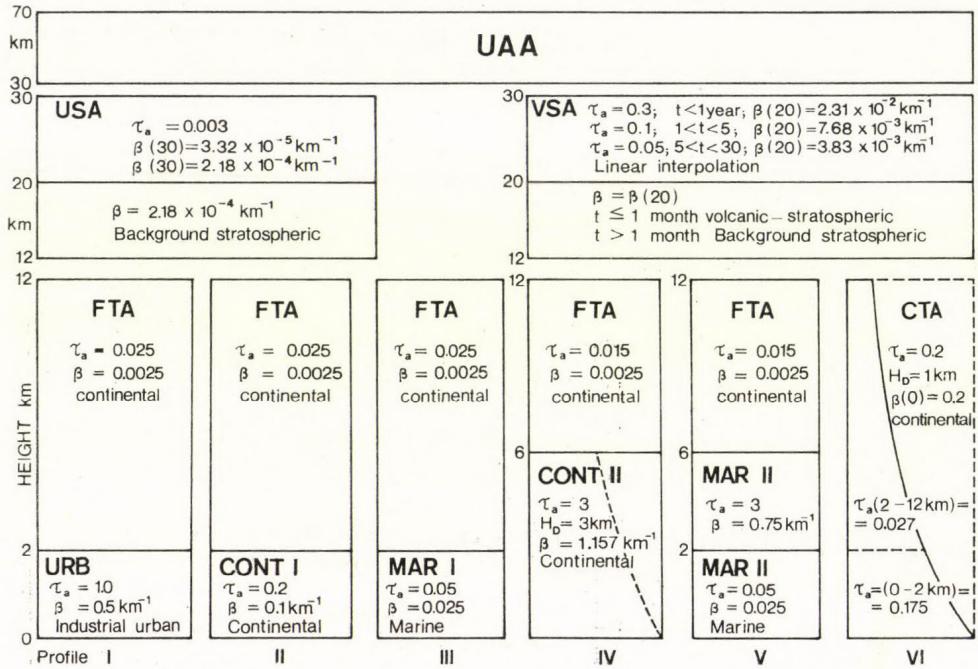 70
km
30
UAA
30
USA
τa = 0.003
β (30) = 3.32 x 10⁻⁵ km⁻¹
β (30) = 2.18 x 10⁻⁴ km⁻¹
20
β = 2.18 x 10⁻⁴ km⁻¹
Background stratospheric
km
12
30
VSA τa = 0.3; t < 1year; β (20) = 2.31 x 10⁻² km⁻¹
τa = 0.1; 1<t<5; β (20) = 7.68 x 10⁻³ km⁻¹
τa = 0.05; 5<t<30; β (20) = 3.83 x 10⁻³ km⁻¹
Linear interpolation
20
β = β (20)
t ≤ 1 month volcanic – stratospheric
t > 1 month Background stratospheric
12
HEIGHT km
12
2
0
FTA
τa = 0.025
β = 0.0025
continental
URB
τa = 1.0
β = 0.5 km⁻¹
Industrial urban
FTA
τa = 0.025
β = 0.0025
continental
CONT I
τa = 0.2
β = 0.1 km⁻¹
Continental
FTA
τa = 0.025
β = 0.0025
continental
MAR I
τa = 0.05
β = 0.025
Marine
12
6
FTA
τa = 0.015
β = 0.0025
continental
CONT II
τa = 3
HD = 3km
β = 1.157 km⁻¹
Continental
12
6
2
FTA
τa = 0.015
β = 0.0025
continental
MAR II
τa = 3
β = 0.75 km⁻¹
MAR II
τa = 0.05
β = 0.025
Marine
CTA
τa = 0.2
HD = 1km
β(0) = 0.2
continental
τa (2 – 12 km) =
= 0.027
τa = (0 – 2 km) =
= 0.175
Profile I II III IV V VI